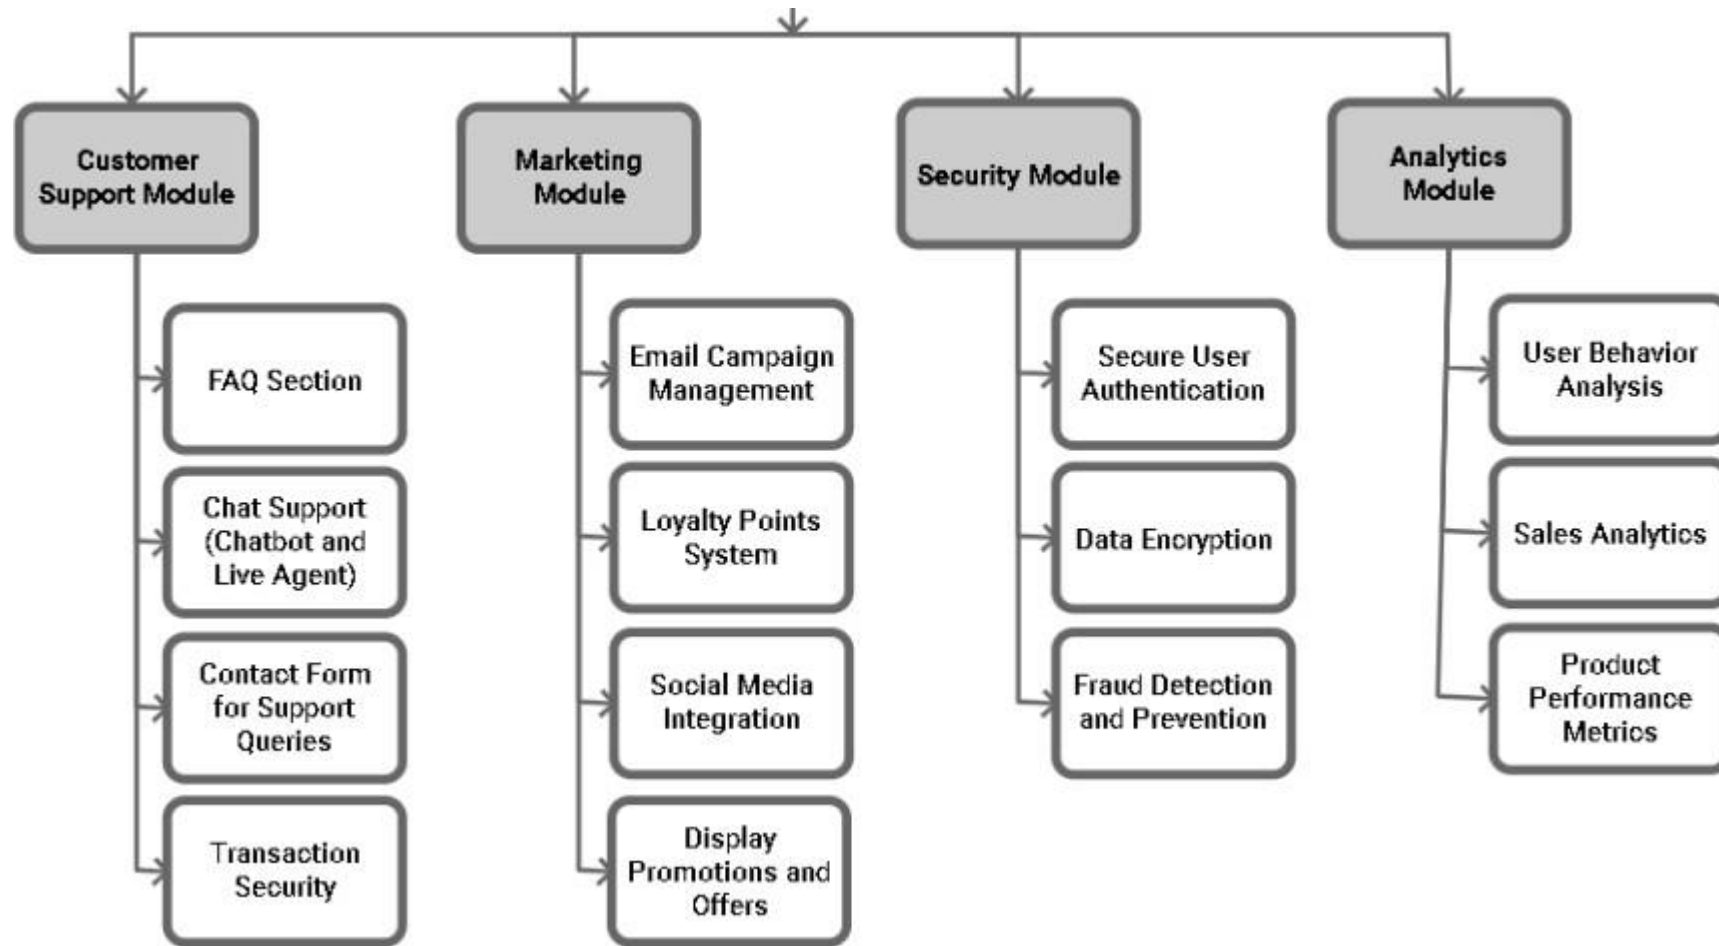 Customer
Support Module
Marketing
Module
Security Module
Analytics
Module
FAQ Section
Chat Support
(Chatbot and
Live Agent)
Contact Form
for Support
Queries
Transaction
Security
Email Campaign
Management
Loyalty Points
System
Social Media
Integration
Display
Promotions and
Offers
Secure User
Authentication
Data Encryption
Fraud Detection
and Prevention
User Behavior
Analysis
Sales Analytics
Product
Performance
Metrics